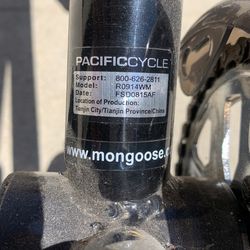 PACIFICCYCLE
Support: 800-626-2811
Model: R0914WM
Date: FSD0815AF
Location of Production:
Tianjin City/Tianjin Province/China
www.mongoose.c